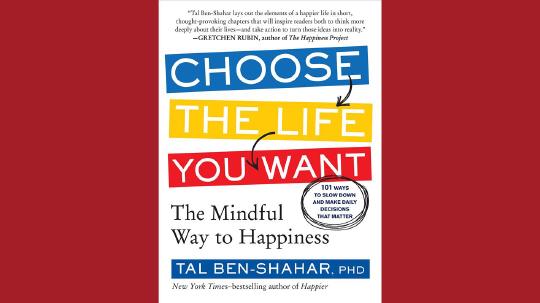 "Tal Ben-Shahar lays out the elements of a happier life in short,
thought-provoking chapters that will inspire readers both to think more
deeply about their lives—and take action to turn those ideas into reality."
—GRETCHEN RUBIN, author of The Happiness Project
CHOOSE
THE LIFE
YOU WANT
101 WAYS
TO SLOW DOWN
AND MAKE DAILY
DECISIONS
THAT MATTER
The Mindful
Way to Happiness
TAL BEN-SHAHAR, PHD
New York Times–bestselling author of Happier